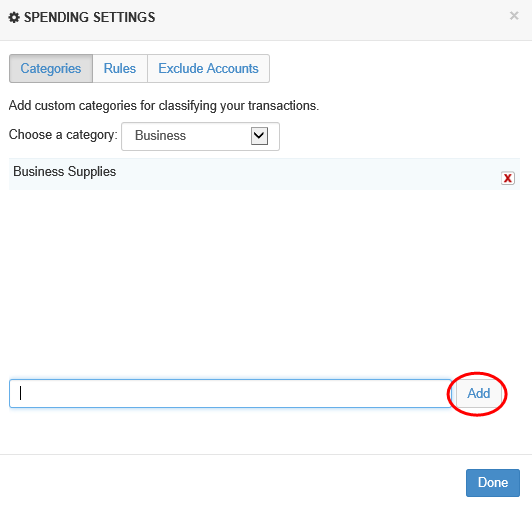 SPENDING SETTINGS ×
Categories Rules Exclude Accounts
Add custom categories for classifying your transactions.
Choose a category: Business
Business Supplies X
Add
Done